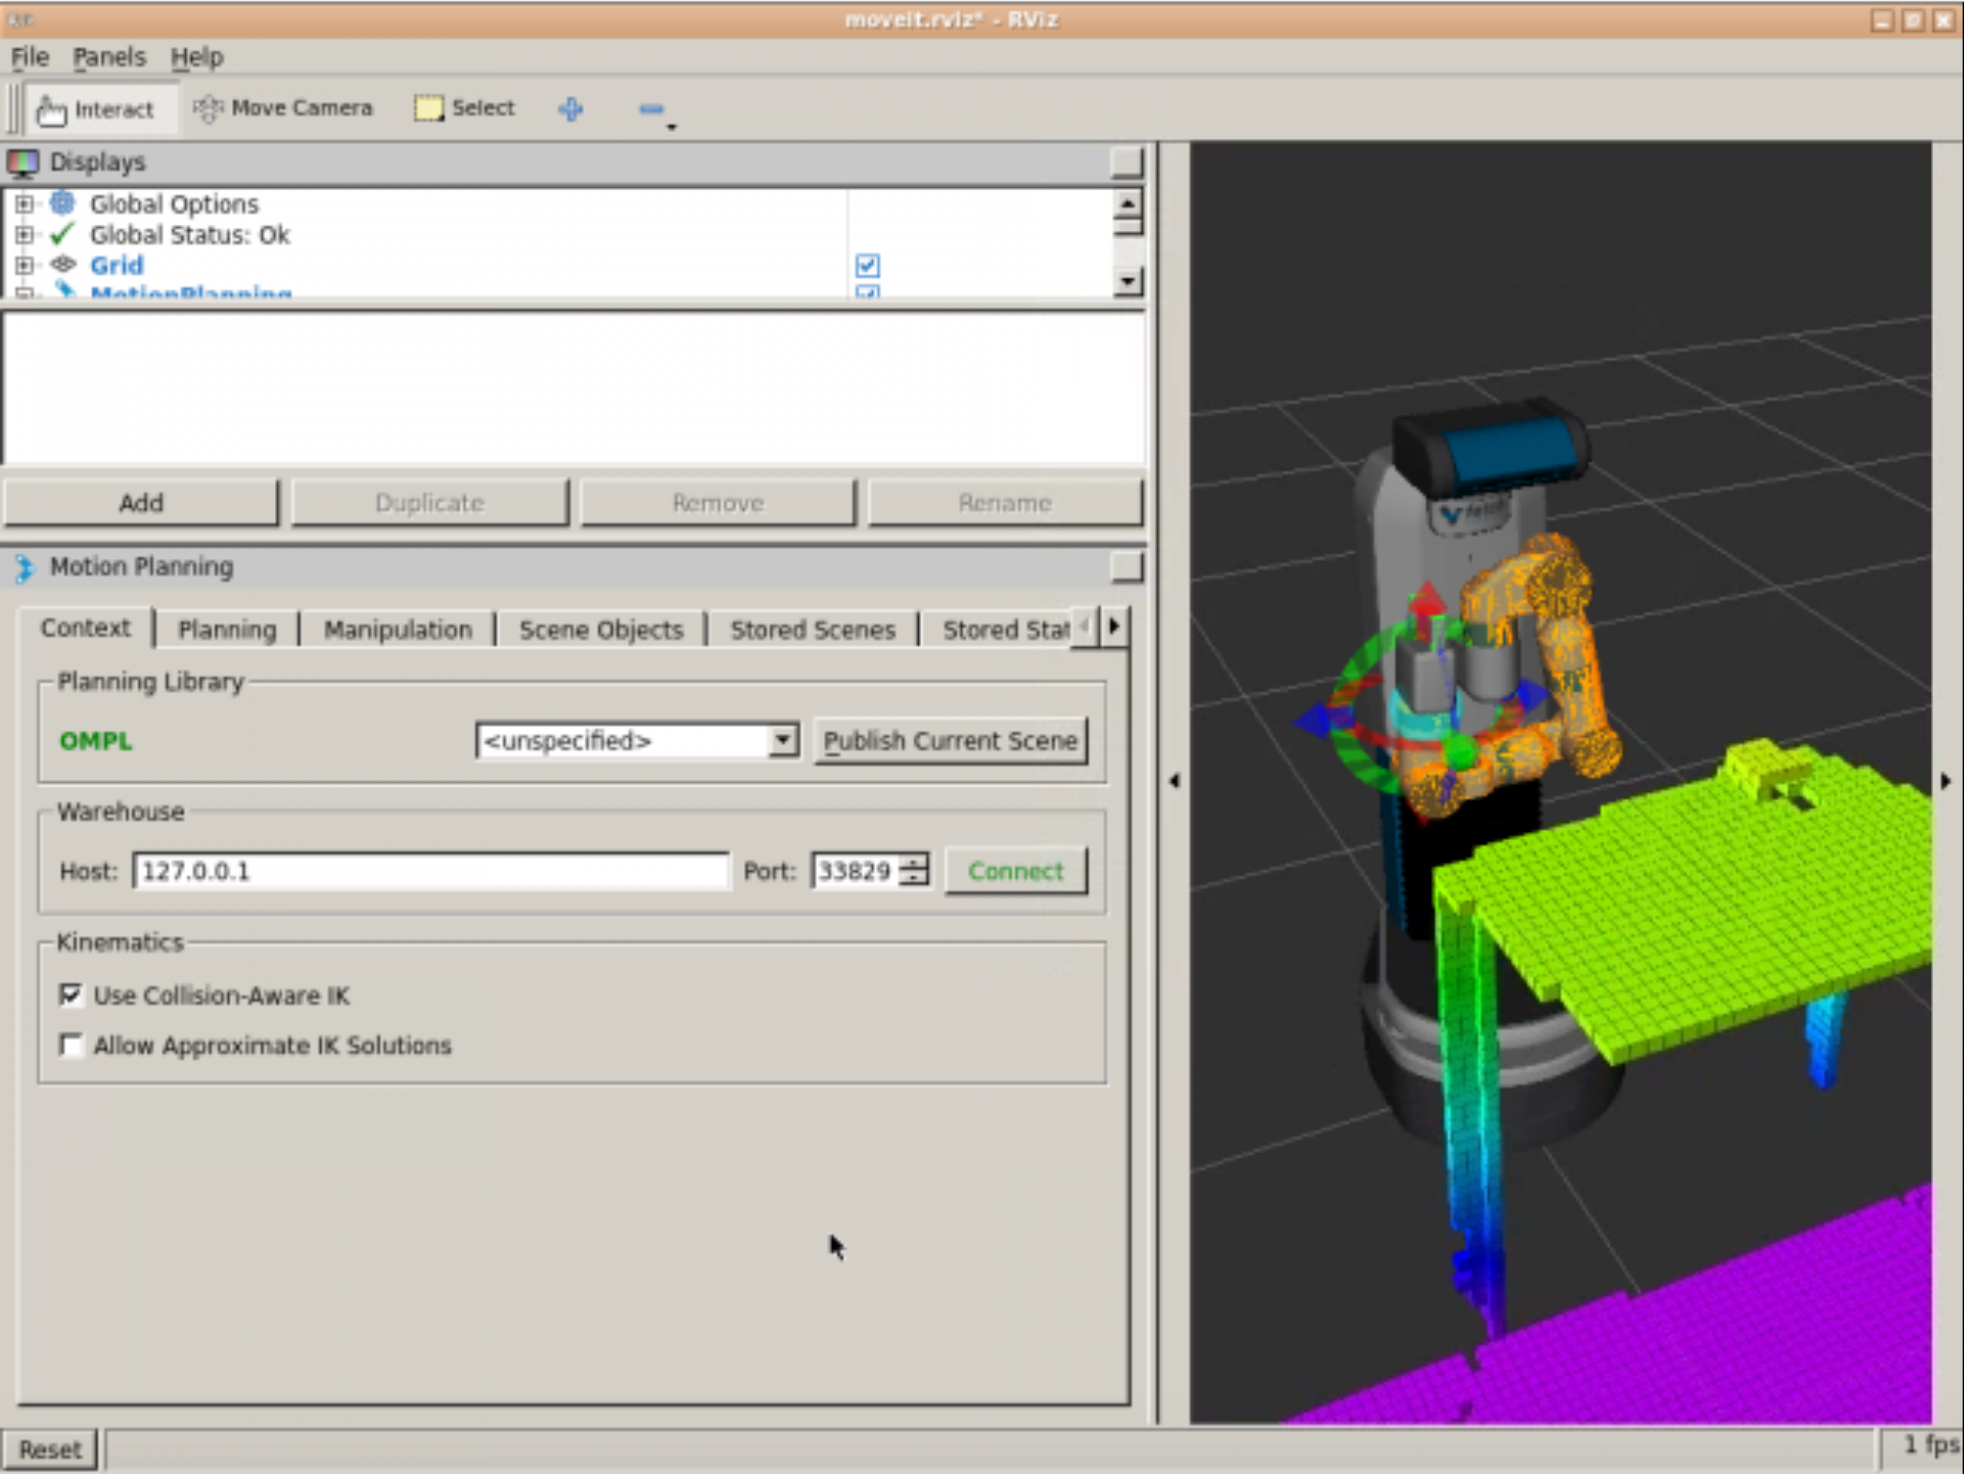 moveit.rviz* - RViz
File Panels Help
Interact Move Camera Select
Displays
Global Options
Global Status: Ok
Grid
MotionPlanning
Add Duplicate Remove Rename
Motion Planning
Context Planning Manipulation Scene Objects Stored Scenes Stored Stat
Planning Library
OMPL <unspecified> Publish Current Scene
Warehouse
Host: 127.0.0.1 Port: 33829 Connect
Kinematics
Use Collision-Aware IK
Allow Approximate IK Solutions
Reset
1 fps
fetch